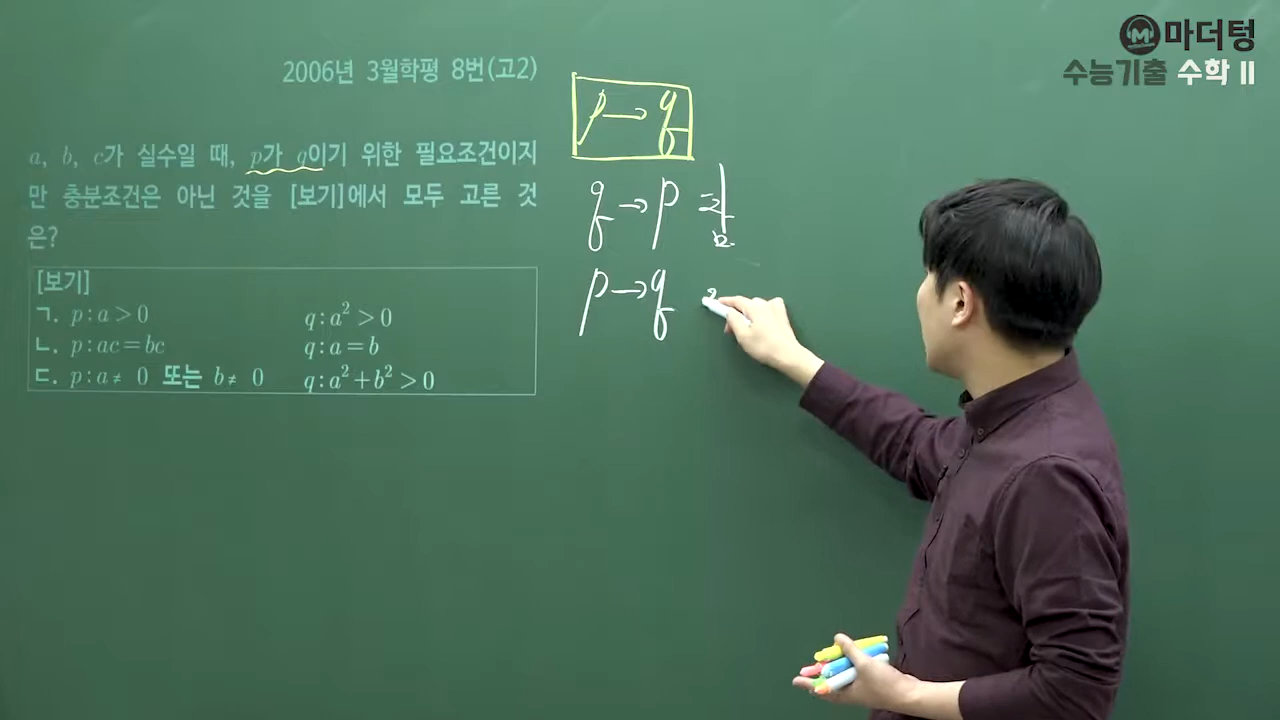 마더텅
수능기출 수학 II
2006년 3월학평 8번(고2)
a, b, c가 실수일 때, p가 q이기 위한 필요조건이지
만 충분조건은 아닌 것을 [보기]에서 모두 고른 것
은?
[보기]
ㄱ. p : a > 0 q : a² > 0
ㄴ. p : ac = bc q : a = b
ㄷ. p : a ≠ 0 또는 b ≠ 0 q : a² + b² > 0
p → q
q → p 참
p → q